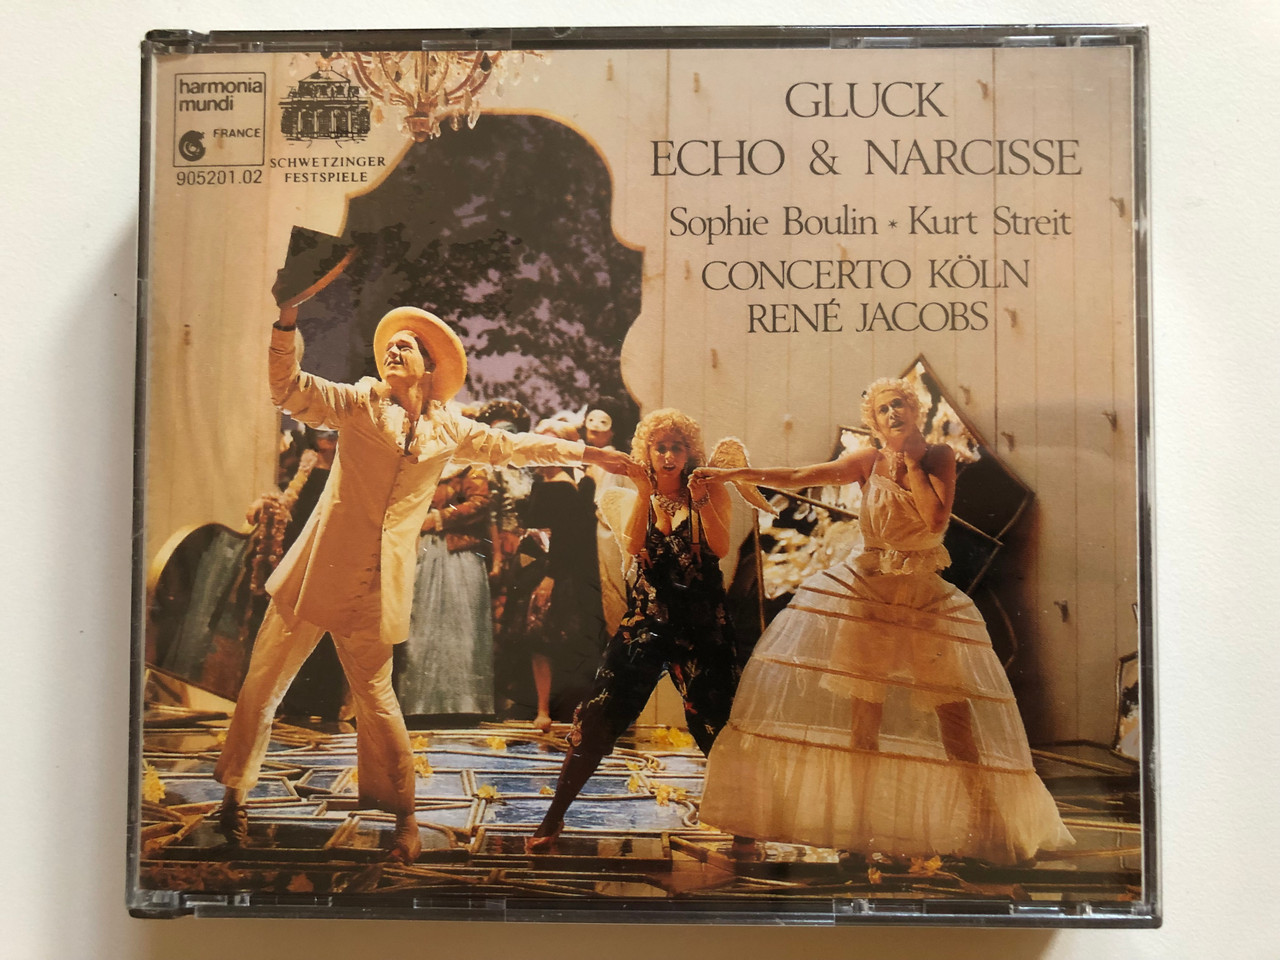 harmonia
mundi
FRANCE
905201.02
SCHWETZINGER
FESTSPIELE
GLUCK
ECHO & NARCISSE
Sophie Boulin * Kurt Streit
CONCERTO KÖLN
RENÉ JACOBS